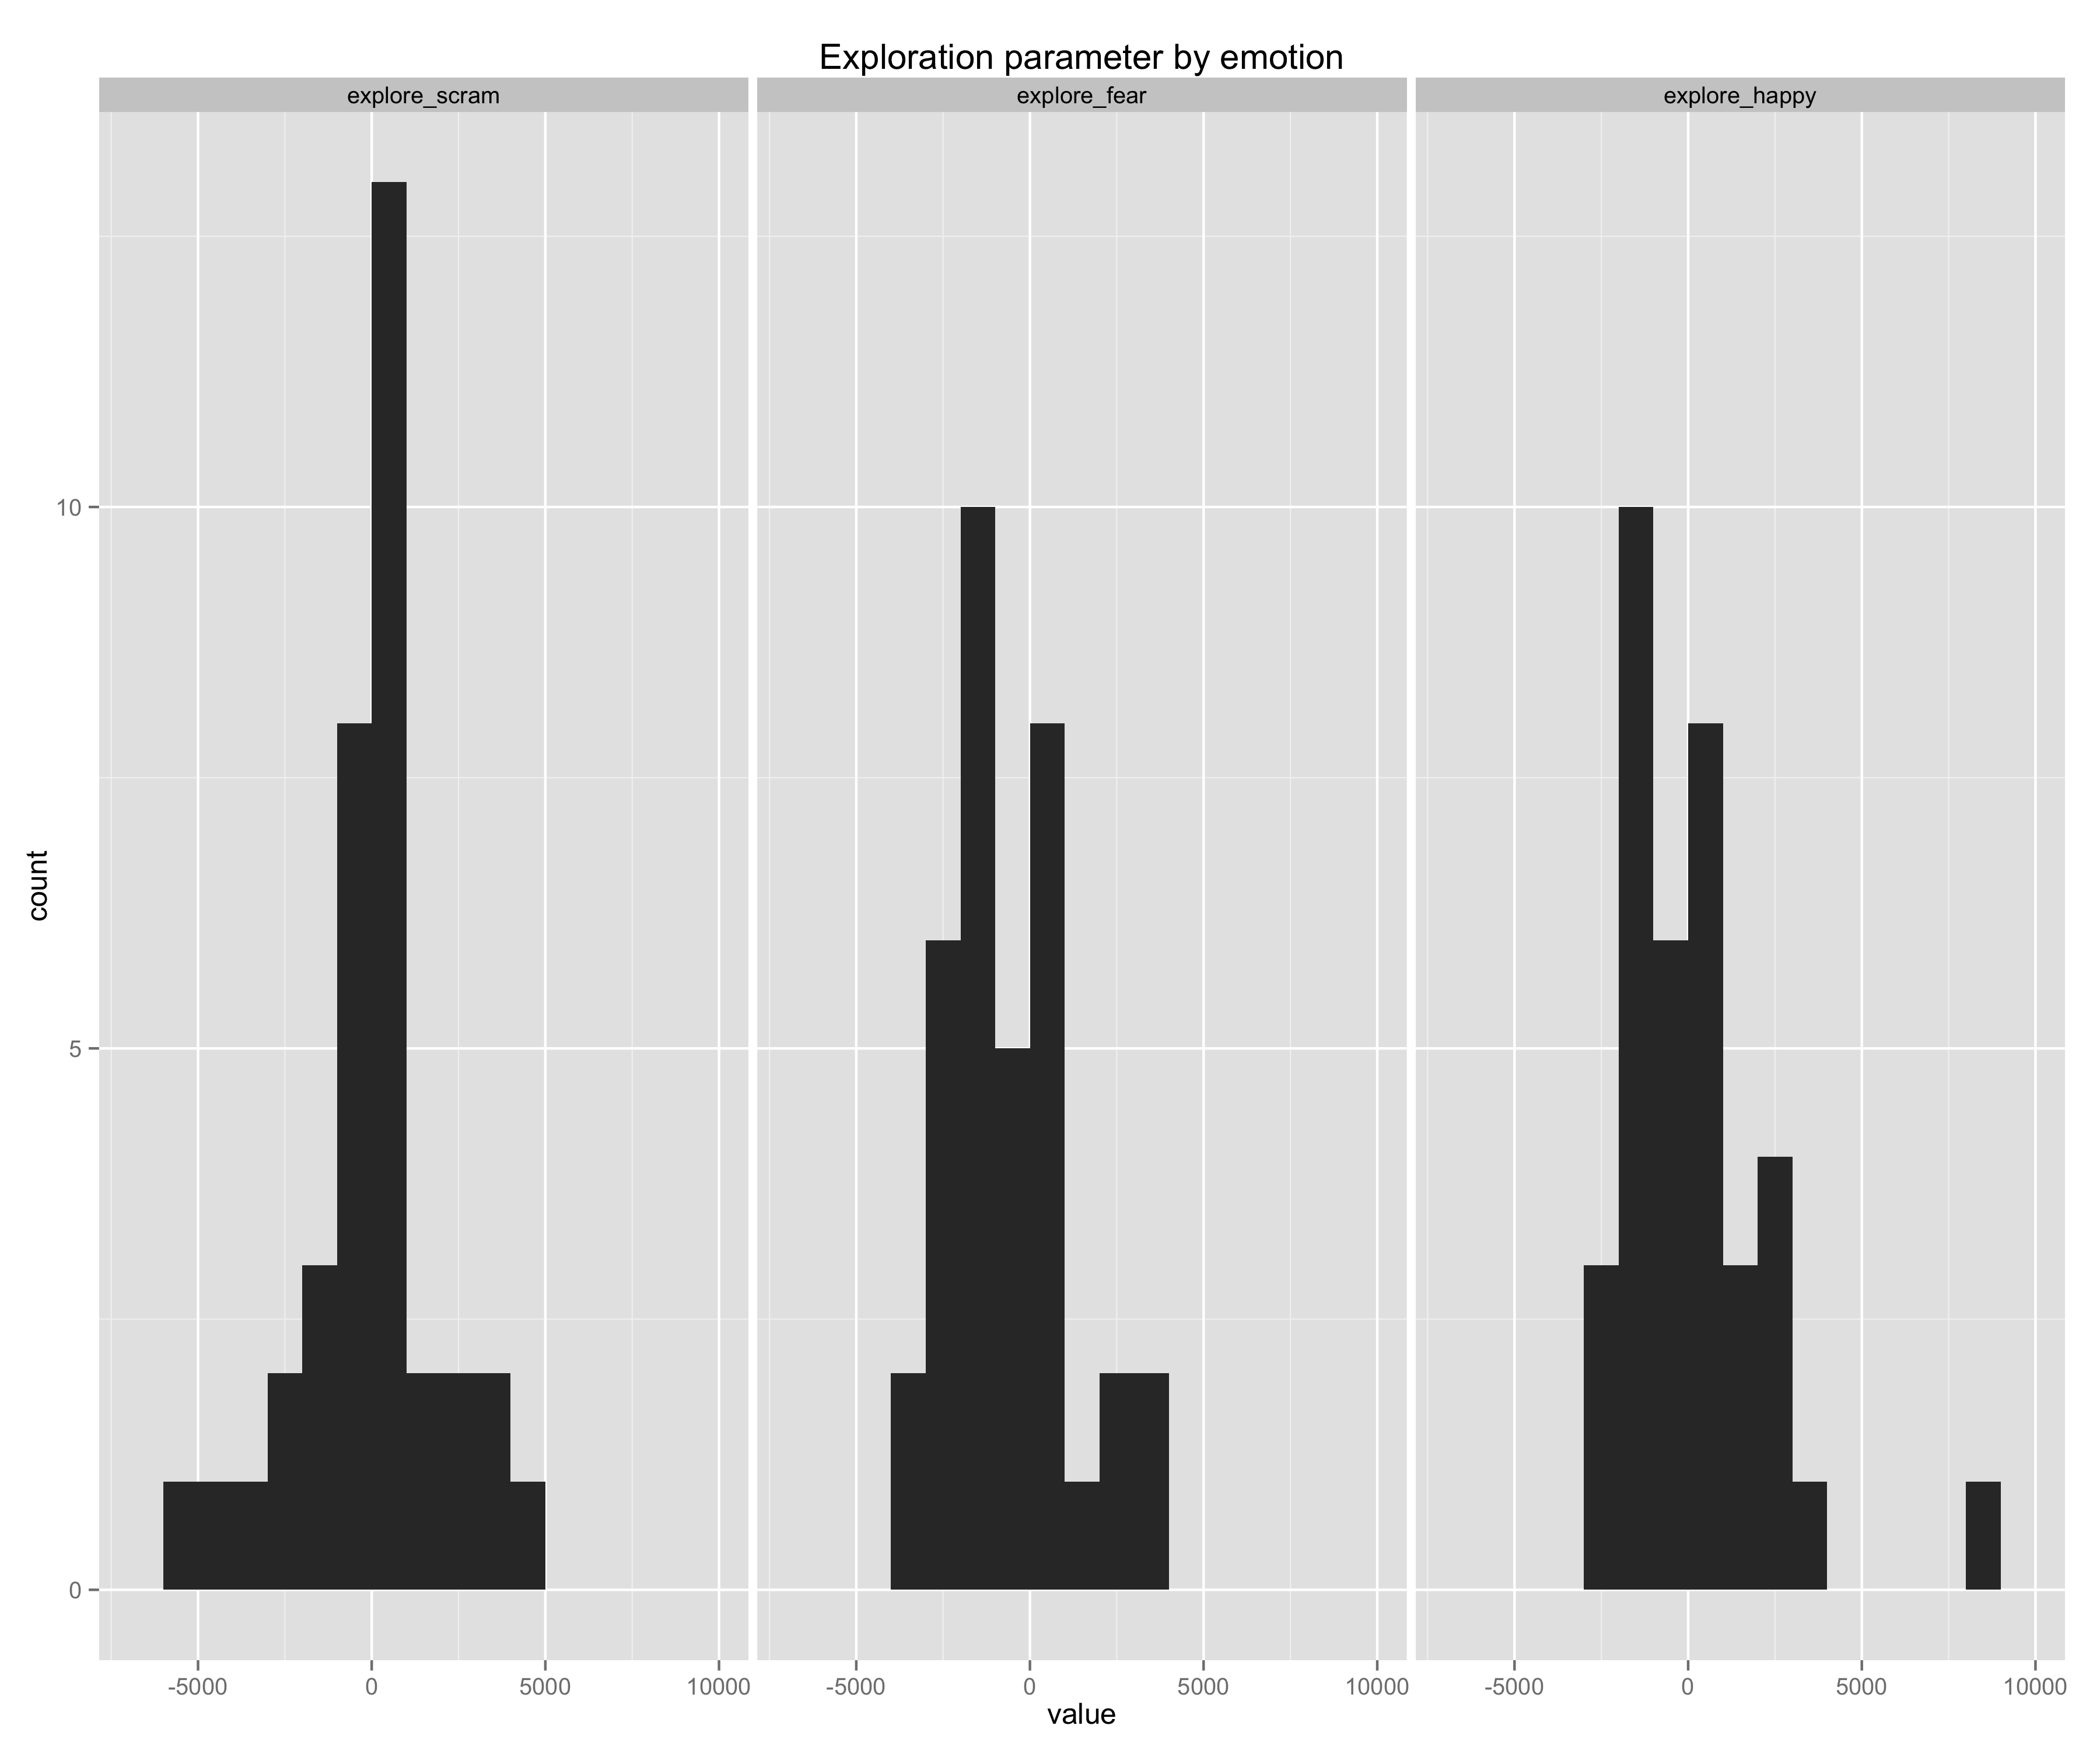 Exploration parameter by emotion
explore_scram explore_fear explore_happy
10
5
0
count
-5000 0 5000 10000 -5000 0 5000 10000 -5000 0 5000 10000
value